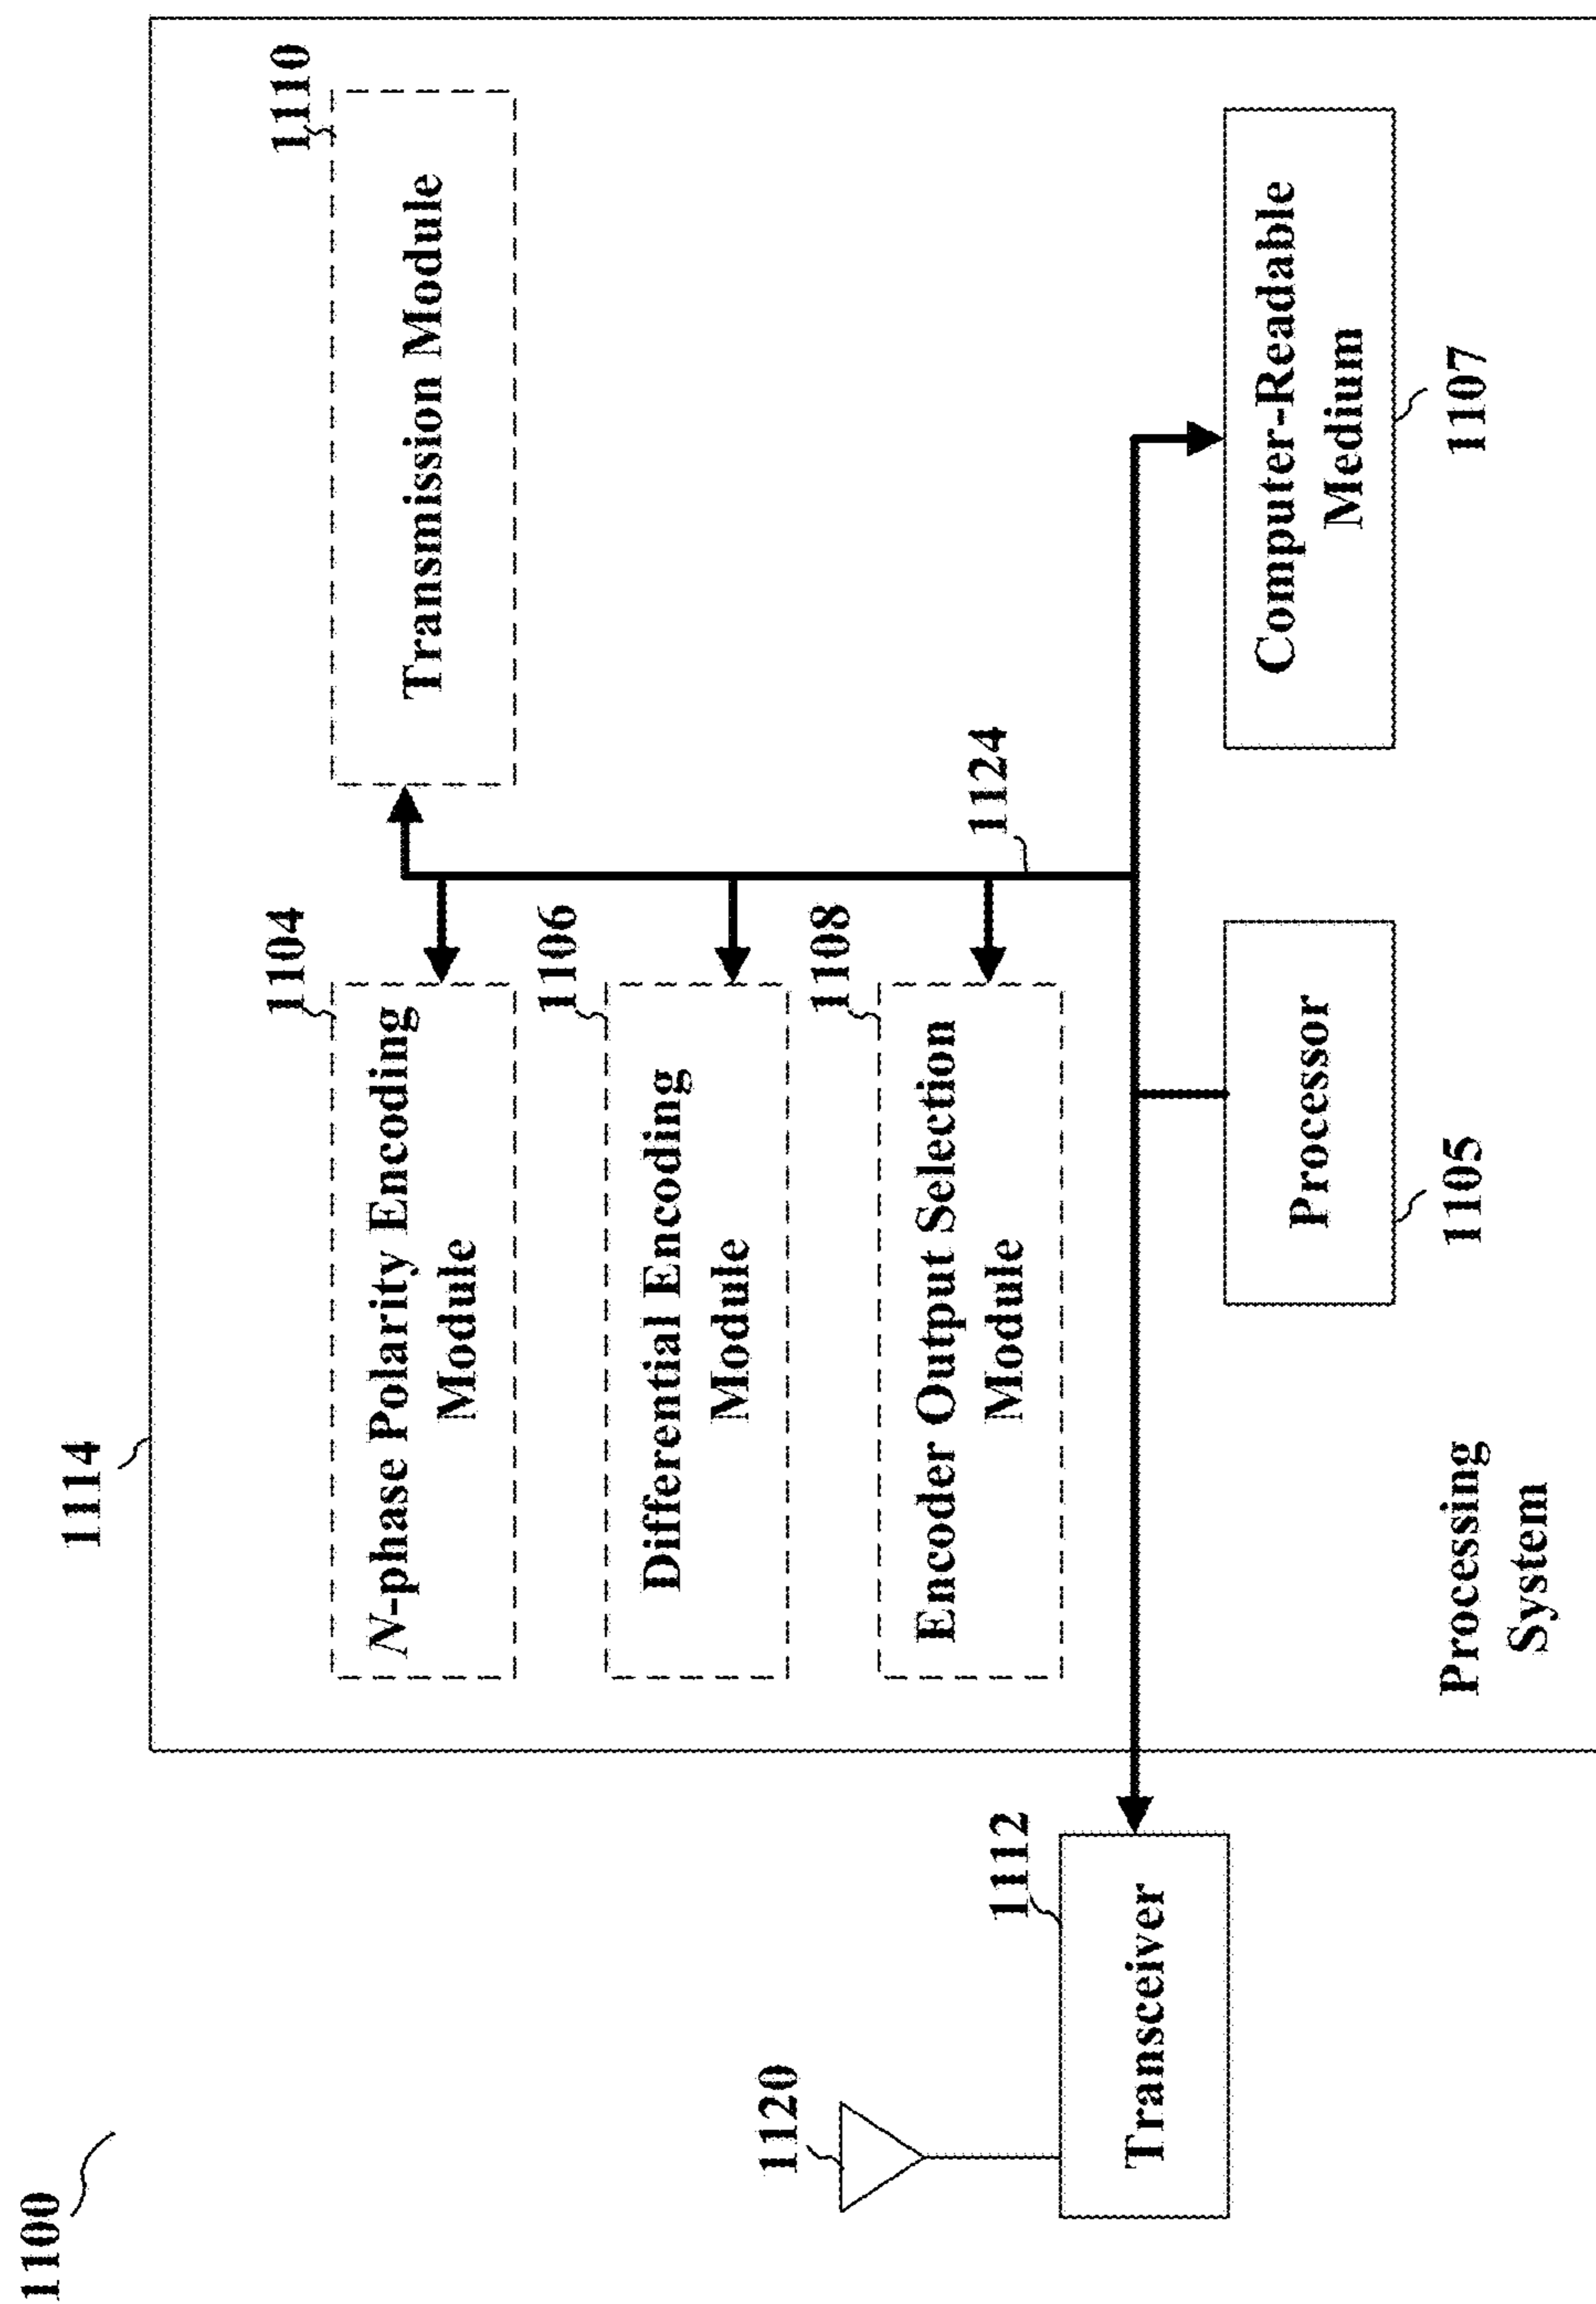 1100
1114
1104
N-phase Polarity Encoding
Module
1110
Transmission Module
1106
Differential Encoding
Module
1108
Encoder Output Selection
Module
1124
1120
1112
Transceiver
Processor
1105
Computer-Readable
Medium
1107
Processing
System